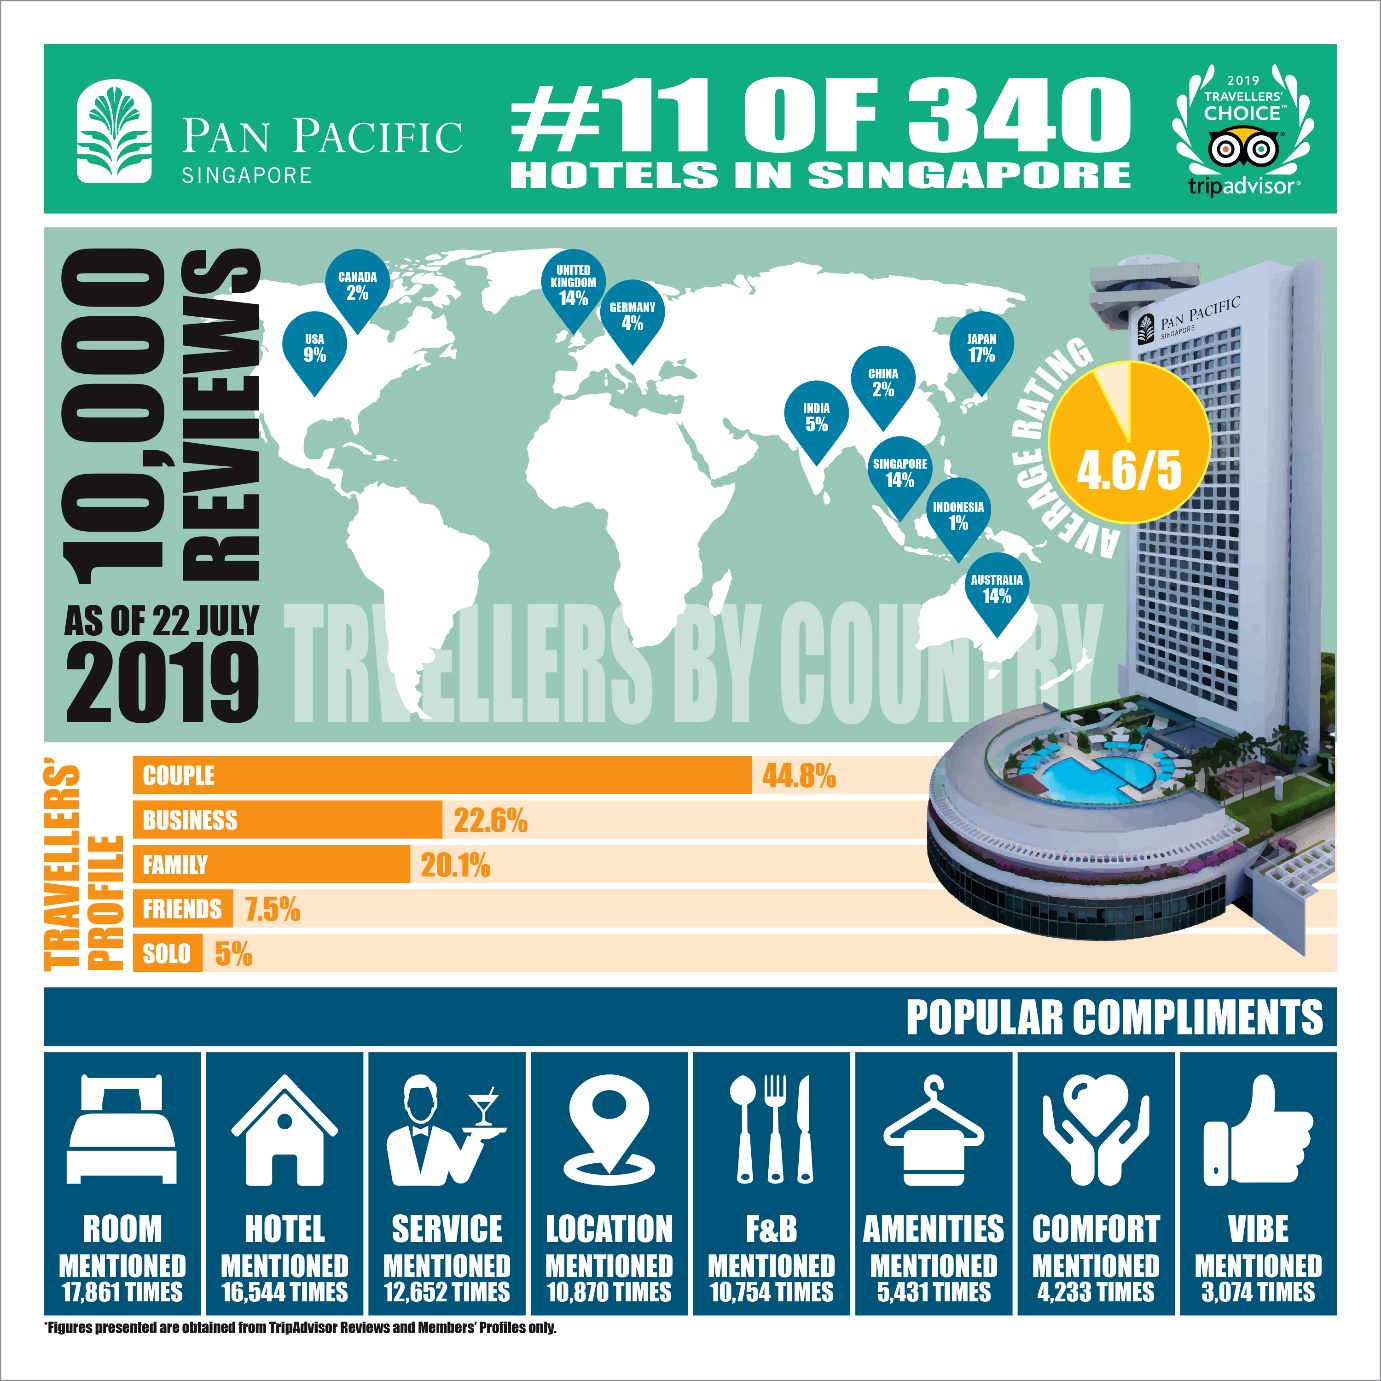 PAN PACIFIC
SINGAPORE
#11 OF 340
HOTELS IN SINGAPORE
2019
TRAVELLERS'
CHOICE™
tripadvisor®
10,000
REVIEWS
AS OF 22 JULY
2019
CANADA
2%
USA
9%
UNITED
KINGDOM
14%
GERMANY
4%
JAPAN
17%
CHINA
2%
INDIA
5%
SINGAPORE
14%
INDONESIA
1%
AUSTRALIA
14%
TRVELLERS BY COUNTRY
PAN PACIFIC
SINGAPORE
AVERAGE RATING
4.6/5
TRAVELLERS'
PROFILE
COUPLE 44.8%
BUSINESS 22.6%
FAMILY 20.1%
FRIENDS 7.5%
SOLO 5%
POPULAR COMPLIMENTS
ROOM
MENTIONED
17,861 TIMES
HOTEL
MENTIONED
16,544 TIMES
SERVICE
MENTIONED
12,652 TIMES
LOCATION
MENTIONED
10,870 TIMES
F&B
MENTIONED
10,754 TIMES
AMENITIES
MENTIONED
5,431 TIMES
COMFORT
MENTIONED
4,233 TIMES
VIBE
MENTIONED
3,074 TIMES
*Figures presented are obtained from TripAdvisor Reviews and Members' Profiles only.